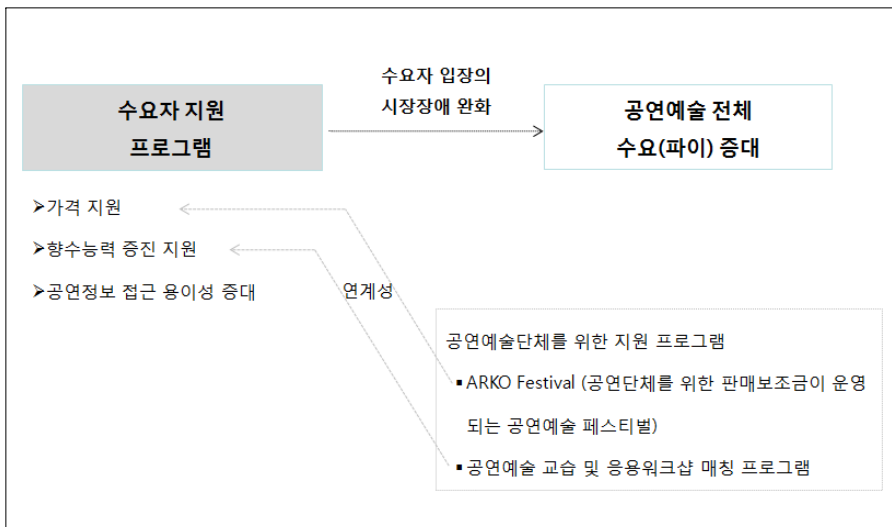 수요자 입장의
시장장애 완화
수요자 지원
프로그램
공연예술 전체
수요(파이) 증대
➢가격 지원
➢향수능력 증진 지원
➢공연정보 접근 용이성 증대
연계성
공연예술단체를 위한 지원 프로그램
▪ARKO Festival (공연단체를 위한 판매보조금이 운영
되는 공연예술 페스티벌)
▪공연예술 교습 및 응용워크샵 매칭 프로그램